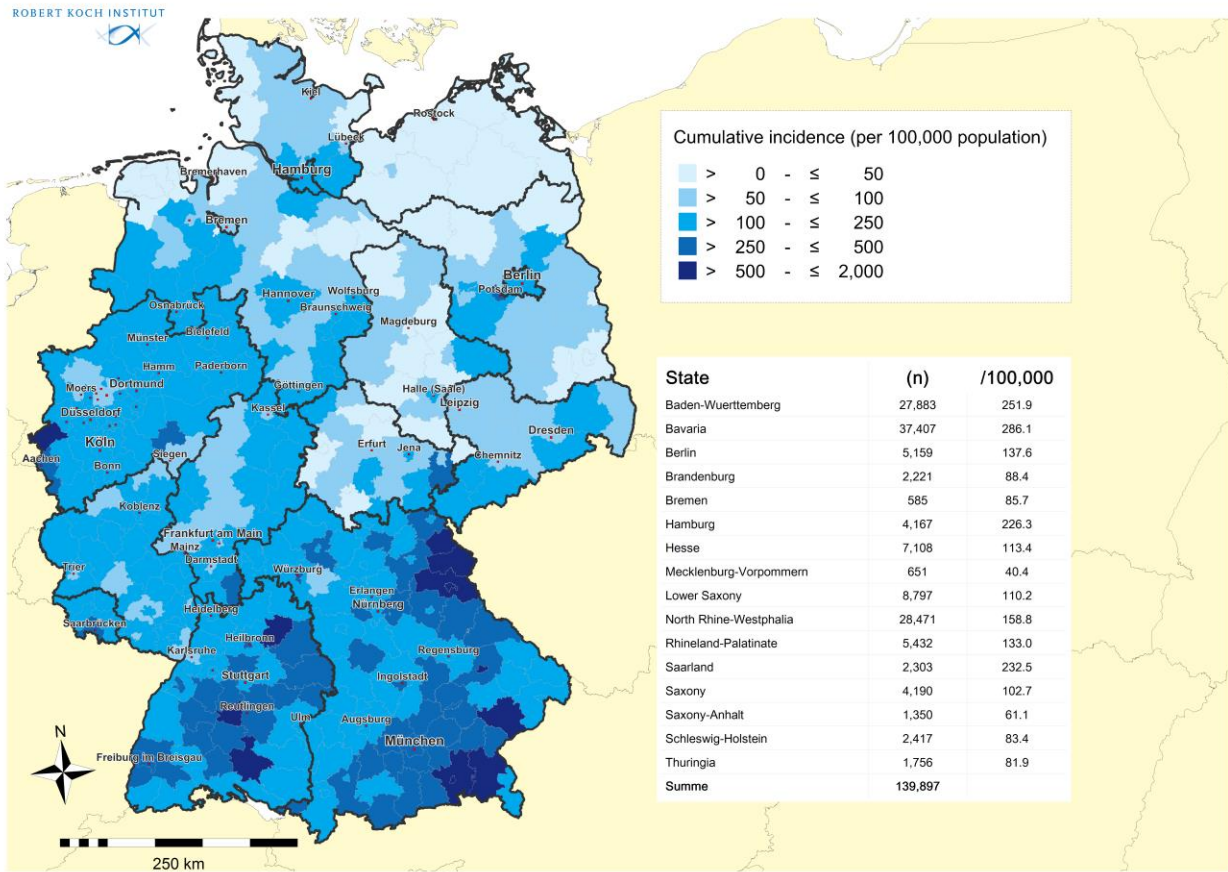 ROBERT KOCH INSTITUT
Kiel
Rostock
Lübeck
Hamburg
Bremerhaven
Bremen
Berlin
Potsdam
Hannover
Wolfsburg
Braunschweig
Osnabrück
Magdeburg
Bielefeld
Münster
Hamm
Paderborn
Moers
Dortmund
Göttingen
Halle (Saale)
Leipzig
Düsseldorf
Kassel
Dresden
Köln
Erfurt
Jena
Aachen
Siegen
Chemnitz
Bonn
Koblenz
Frankfurt am Main
Mainz
Darmstadt
Trier
Würzburg
Erlangen
Nürnberg
Heidelberg
Saarbrücken
Heilbronn
Karlsruhe
Regensburg
Stuttgart
Ingolstadt
Reutlingen
Ulm
Augsburg
München
Freiburg im Breisgau
N
250 km
Cumulative incidence (per 100,000 population)
> 0 - ≤ 50
> 50 - ≤ 100
> 100 - ≤ 250
> 250 - ≤ 500
> 500 - ≤ 2,000
State (n) /100,000
Baden-Wuerttemberg 27,883 251.9
Bavaria 37,407 286.1
Berlin 5,159 137.6
Brandenburg 2,221 88.4
Bremen 585 85.7
Hamburg 4,167 226.3
Hesse 7,108 113.4
Mecklenburg-Vorpommern 651 40.4
Lower Saxony 8,797 110.2
North Rhine-Westphalia 28,471 158.8
Rhineland-Palatinate 5,432 133.0
Saarland 2,303 232.5
Saxony 4,190 102.7
Saxony-Anhalt 1,350 61.1
Schleswig-Holstein 2,417 83.4
Thuringia 1,756 81.9
Summe 139,897